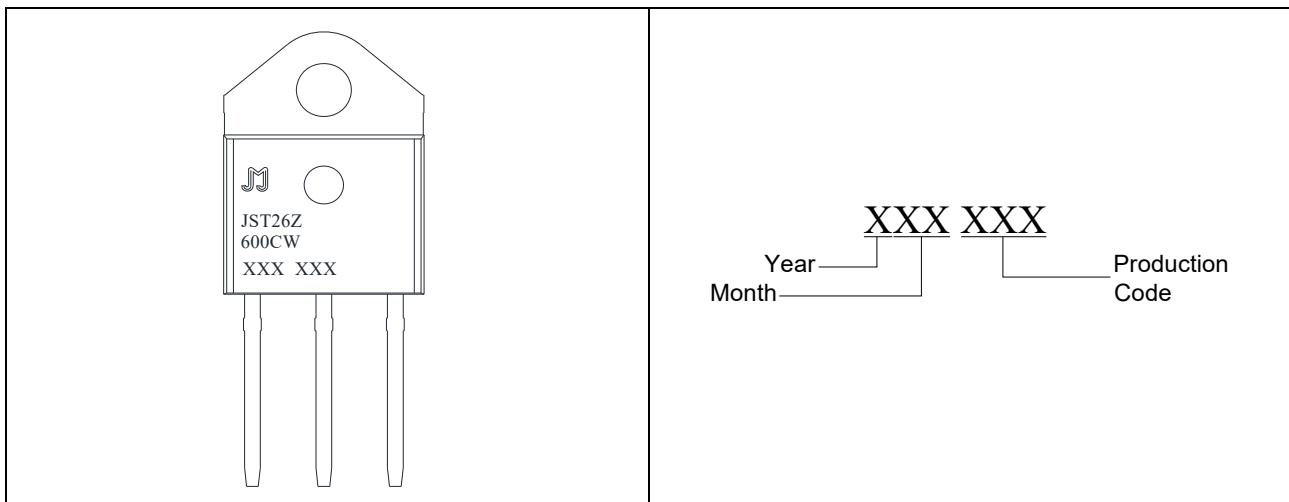 JST26Z
600CW
XXX XXX
XXX XXX
Year
Month
Production
Code